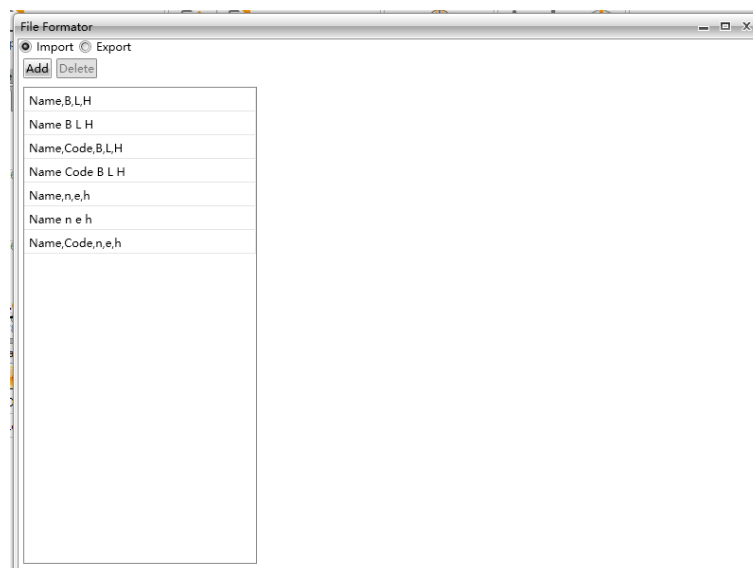 File Formator
Import Export
Add Delete
Name,B,L,H
Name B L H
Name,Code,B,L,H
Name Code B L H
Name,n,e,h
Name n e h
Name,Code,n,e,h